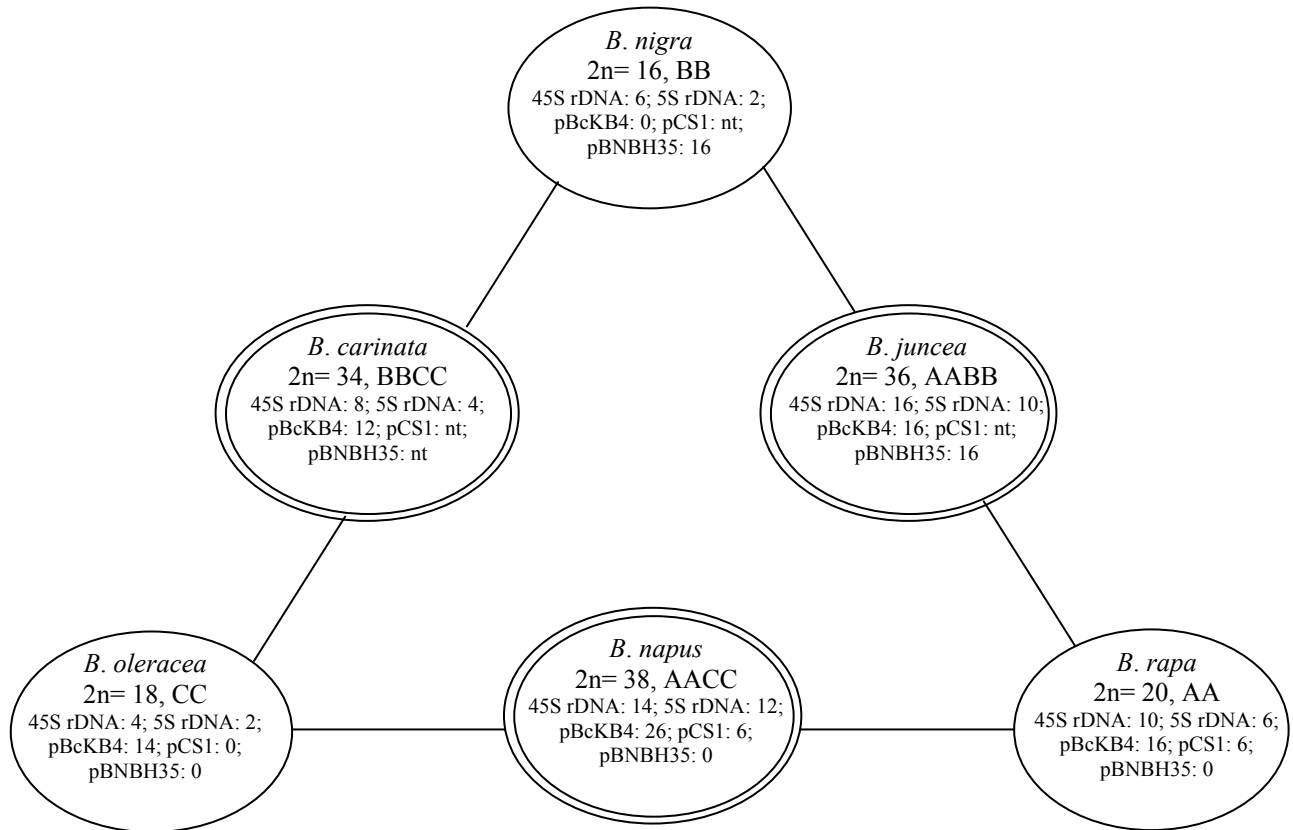 B. nigra
2n= 16, BB
45S rDNA: 6; 5S rDNA: 2;
pBcKB4: 0; pCS1: nt;
pBNBH35: 16
B. carinata
2n= 34, BBCC
45S rDNA: 8; 5S rDNA: 4;
pBcKB4: 12; pCS1: nt;
pBNBH35: nt
B. juncea
2n= 36, AABB
45S rDNA: 16; 5S rDNA: 10;
pBcKB4: 16; pCS1: nt;
pBNBH35: 16
B. oleracea
2n= 18, CC
45S rDNA: 4; 5S rDNA: 2;
pBcKB4: 14; pCS1: 0;
pBNBH35: 0
B. napus
2n= 38, AACC
45S rDNA: 14; 5S rDNA: 12;
pBcKB4: 26; pCS1: 6;
pBNBH35: 0
B. rapa
2n= 20, AA
45S rDNA: 10; 5S rDNA: 6;
pBcKB4: 16; pCS1: 6;
pBNBH35: 0